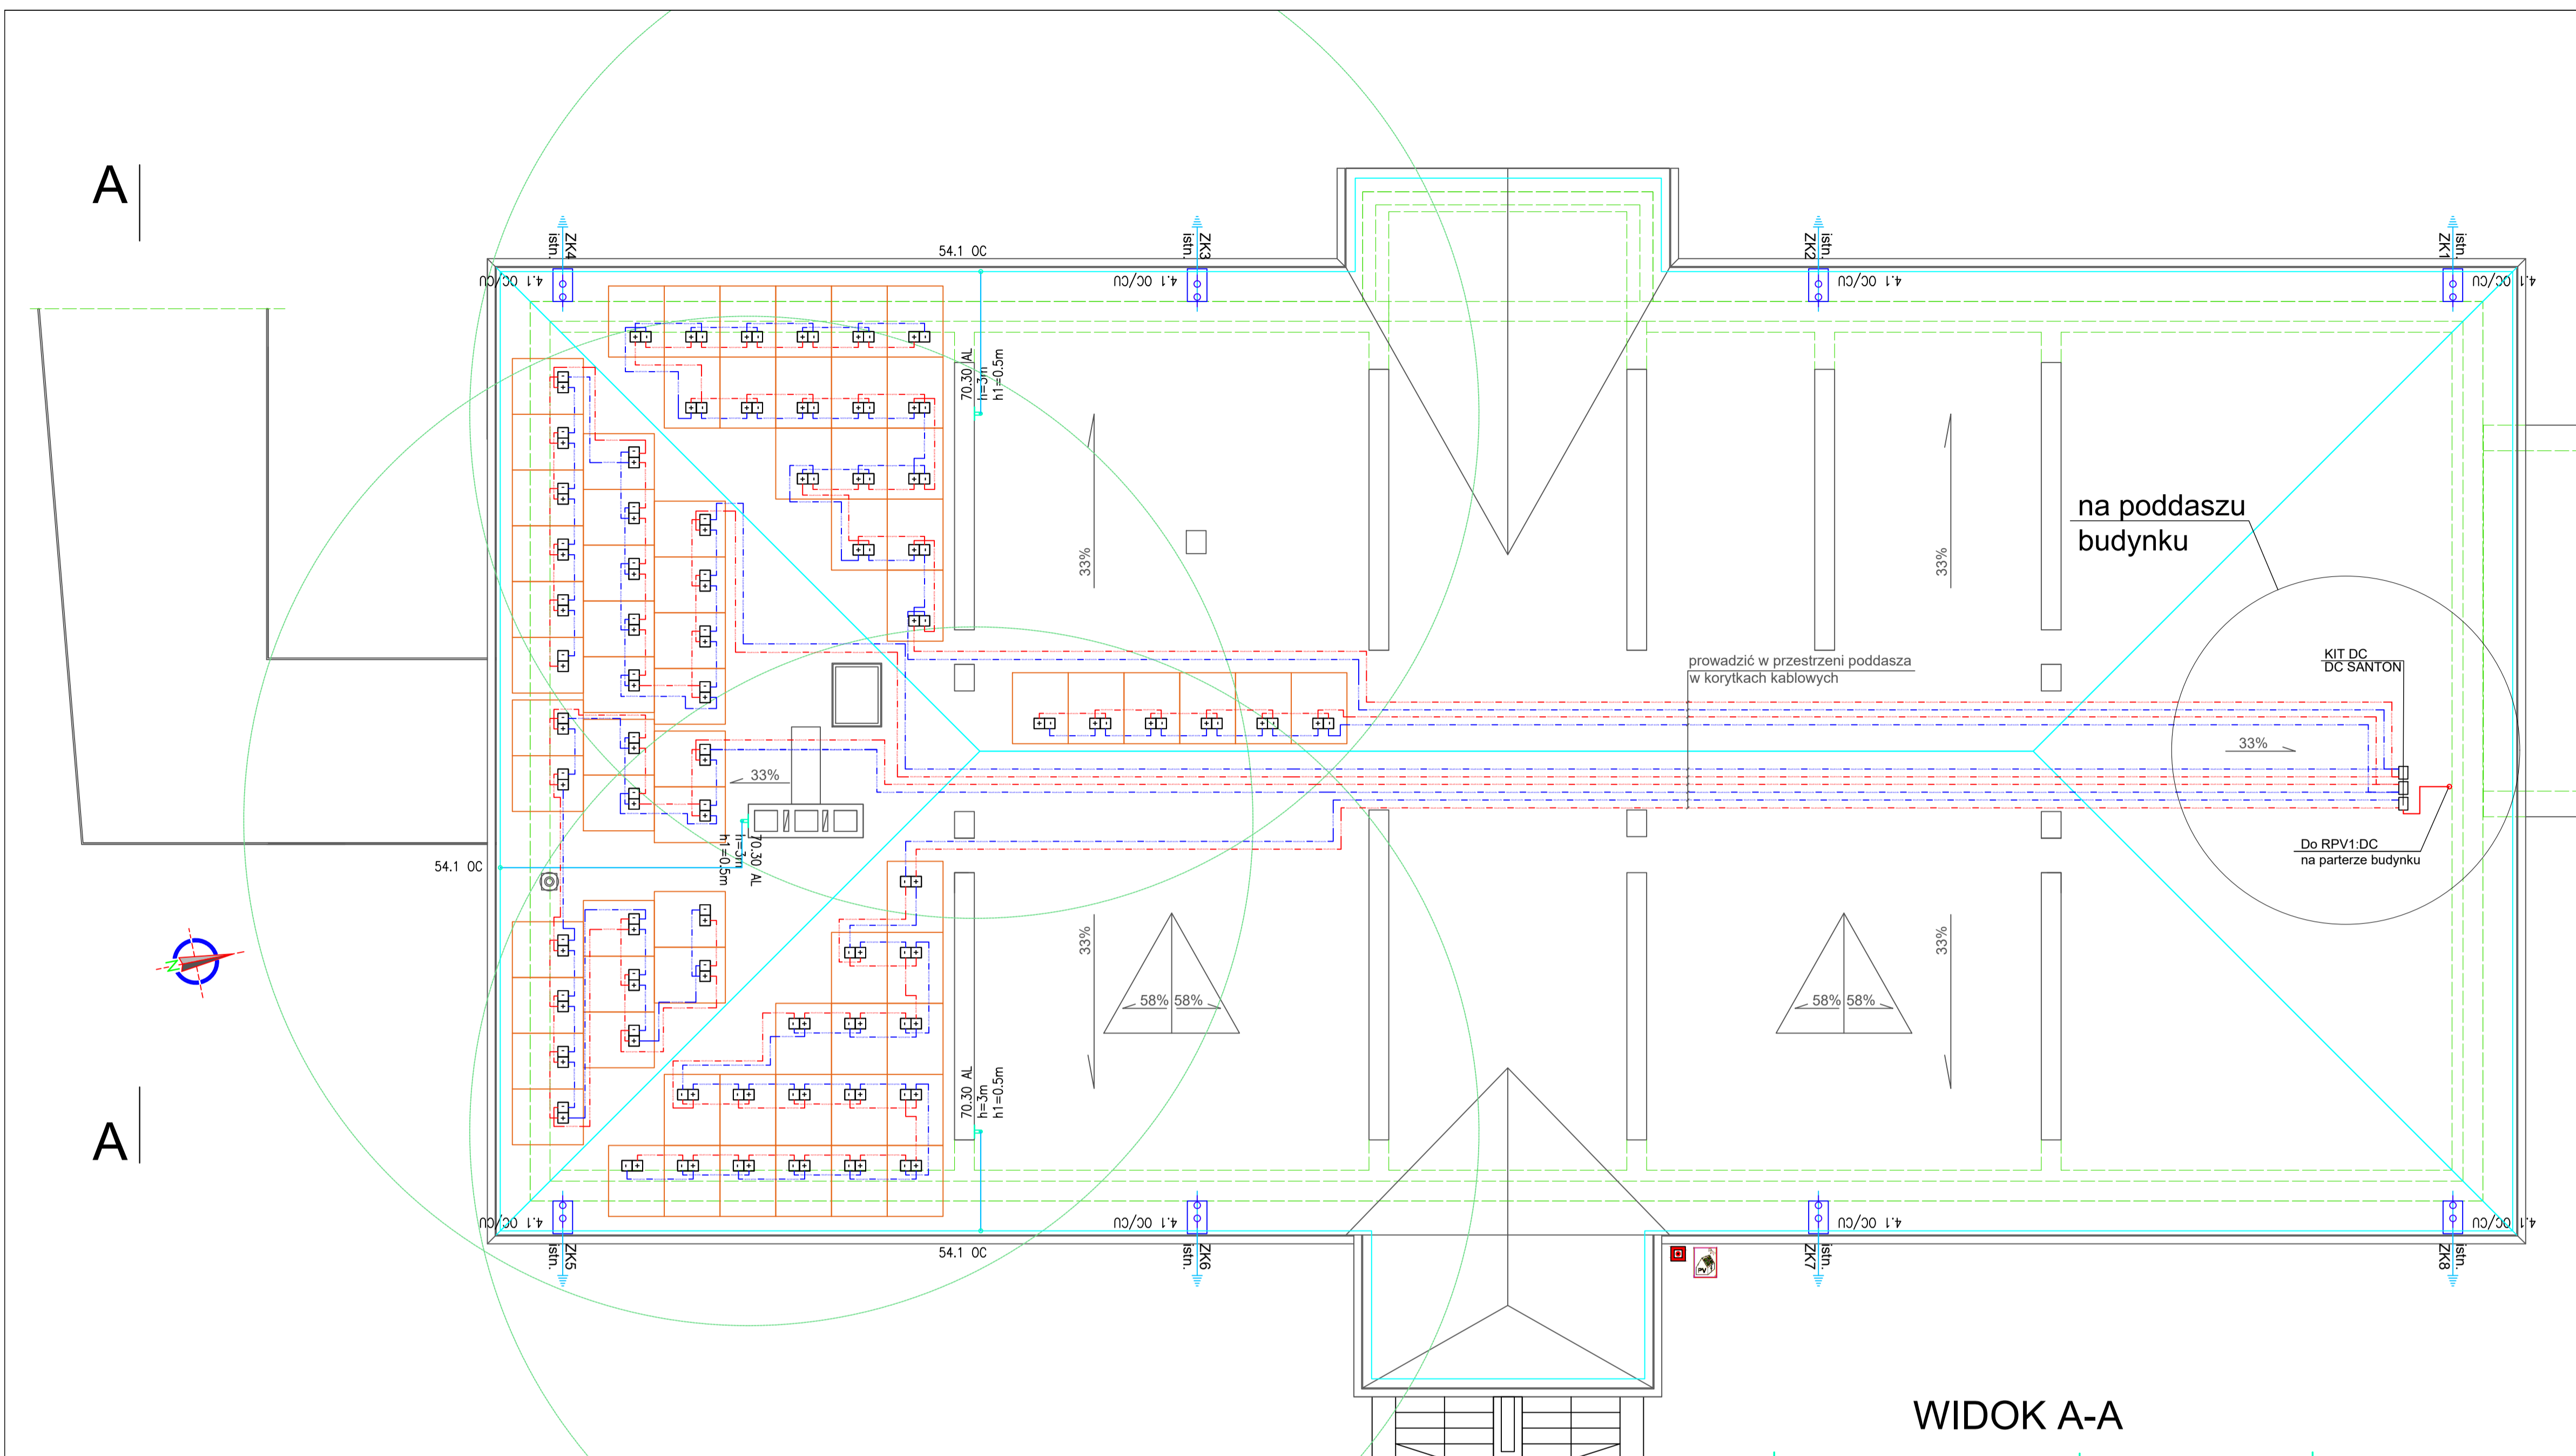 A
istn.
ZK4
istn.
ZK3
istn.
ZK2
istn.
ZK1
54.1 OC
4.1 OC/CU
4.1 OC/CU
4.1 OC/CU
4.1 OC/CU
70.30 AL
h=3m
h1=0.5m
33%
33%
na poddaszu
budynku
KIT DC
DC SANTON
prowadzić w przestrzeni poddasza
w korytkach kablowych
33%
33%
70.30 AL
h=3m
h1=0.5m
54.1 OC
Do RPV1:DC
na parterze budynku
N
33%
33%
58% 58%
58% 58%
70.30 AL
h=3m
h1=0.5m
A
4.1 OC/CU
4.1 OC/CU
4.1 OC/CU
4.1 OC/CU
54.1 OC
istn.
ZK5
istn.
ZK6
istn.
ZK7
istn.
ZK8
PV
WIDOK A-A